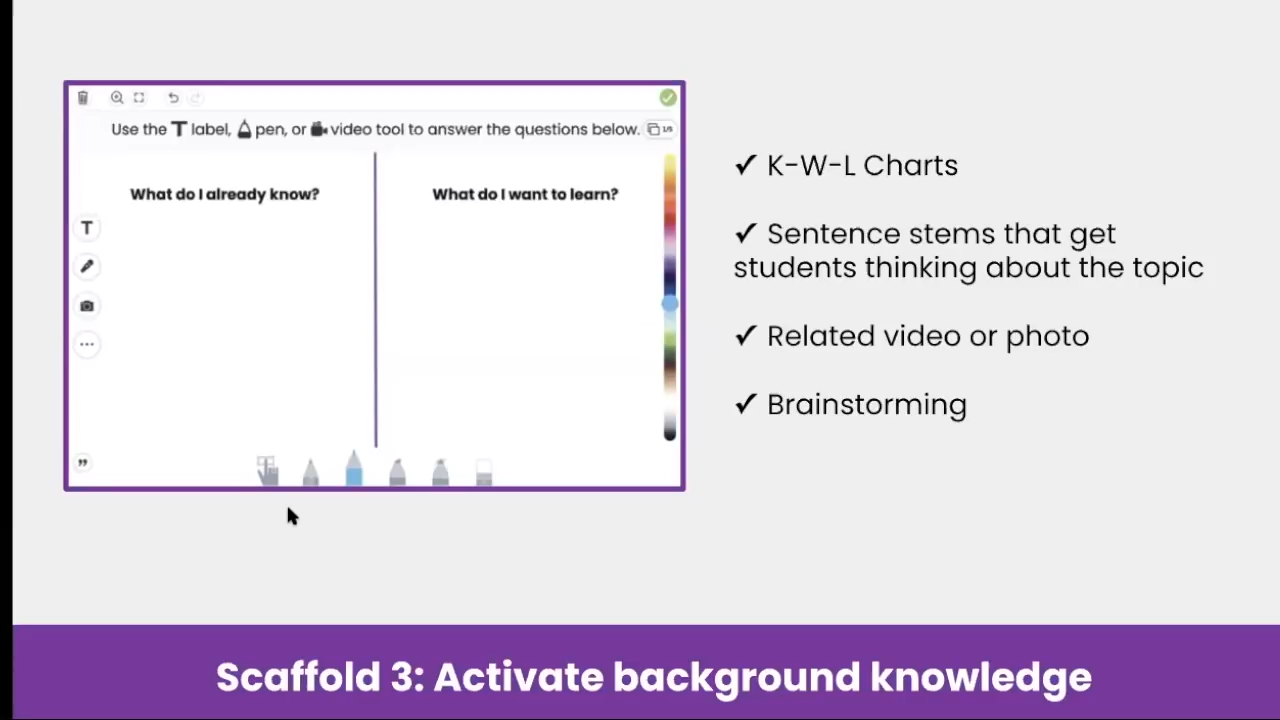 Use the T label, pen, or video tool to answer the questions below.
1/5
What do I already know?
What do I want to learn?
T
✓ K-W-L Charts
✓ Sentence stems that get
students thinking about the topic
✓ Related video or photo
✓ Brainstorming
Scaffold 3: Activate background knowledge